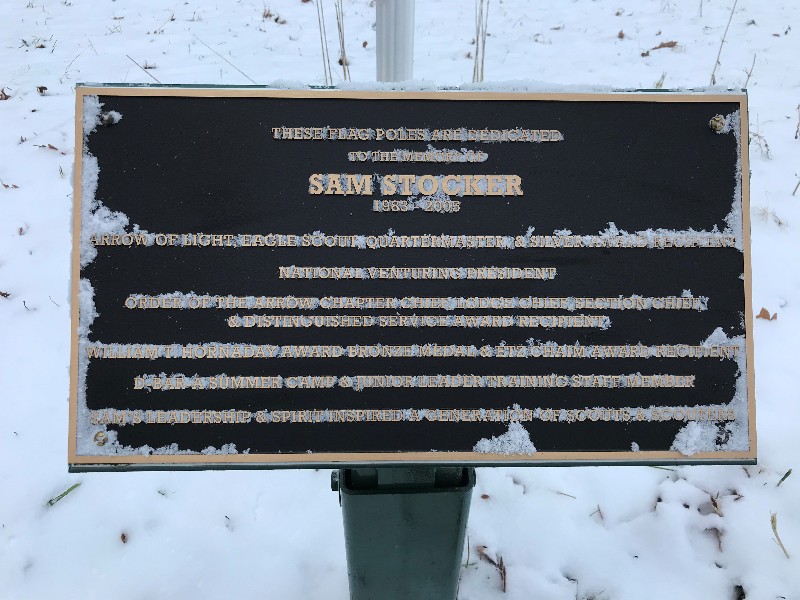 THESE FLAG POLES ARE DEDICATED
TO THE MEMORY OF
SAM STOCKER
1983 - 2005
ARROW OF LIGHT, EAGLE SCOUT, QUARTERMASTER, & SILVER AWARD RECIPIENT
NATIONAL VENTURING PRESIDENT
ORDER OF THE ARROW CHAPTER CHIEF, LODGE CHIEF, SECTION CHIEF,
& DISTINGUISHED SERVICE AWARD RECIPIENT
WILLIAM T. HORNADAY AWARD BRONZE MEDAL & ETZ CHAIM AWARD RECIPIENT
D-BAR-A SUMMER CAMP & JUNIOR LEADER TRAINING STAFF MEMBER
SAM'S LEADERSHIP & SPIRIT INSPIRED A GENERATION OF SCOUTS & SCOUTERS